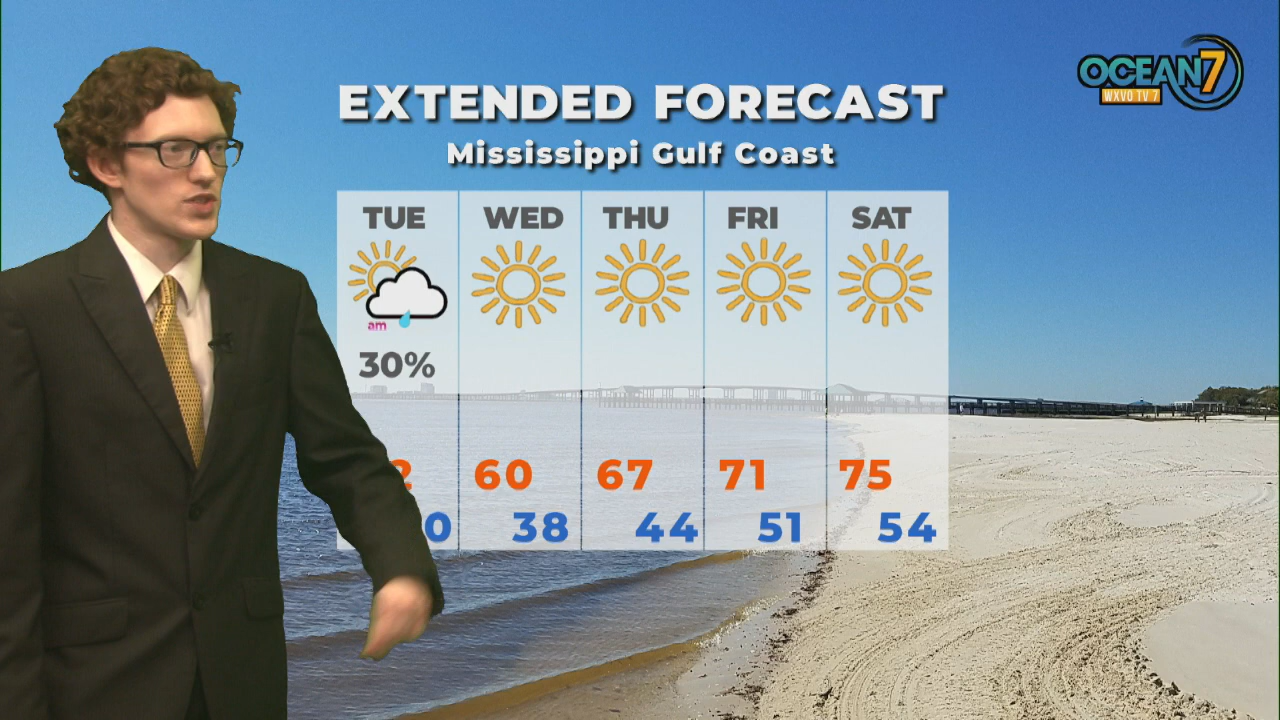 OCEAN7
WXVO TV 7
EXTENDED FORECAST
Mississippi Gulf Coast
TUE WED THU FRI SAT
am
30%
60 67 71 75
38 44 51 54